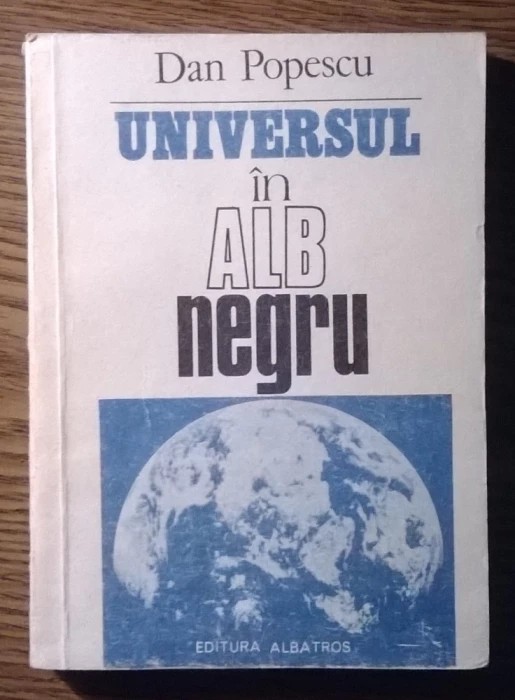 Dan Popescu
UNIVERSUL
în
ALB
negru
EDITURA ALBATROS